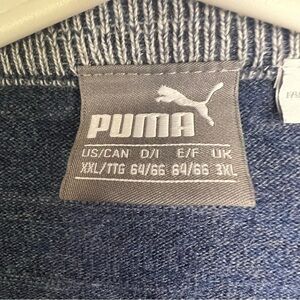 PUMA
US/CAN D/I E/F UK
XXL/TTG 64/66 64/66 3XL